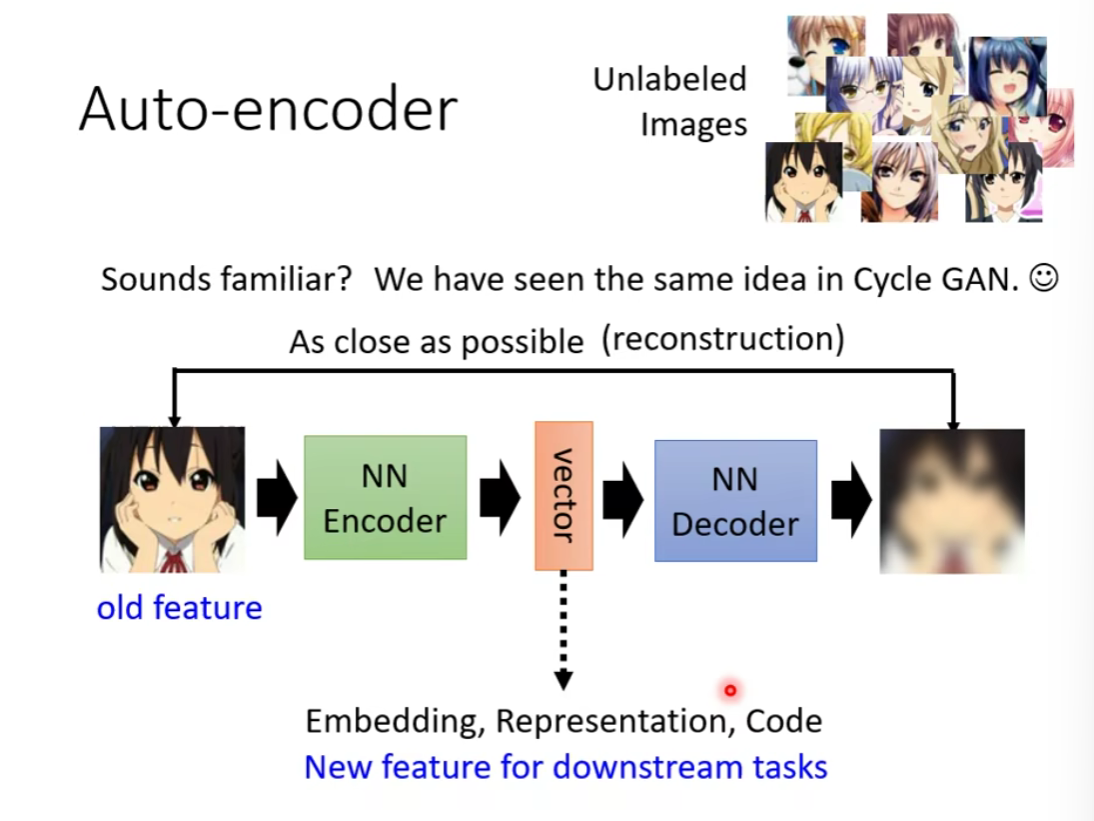 Auto-encoder
Unlabeled
Images
Sounds familiar? We have seen the same idea in Cycle GAN. ☺
As close as possible (reconstruction)
NN
Encoder
vector
NN
Decoder
old feature
Embedding, Representation, Code
New feature for downstream tasks